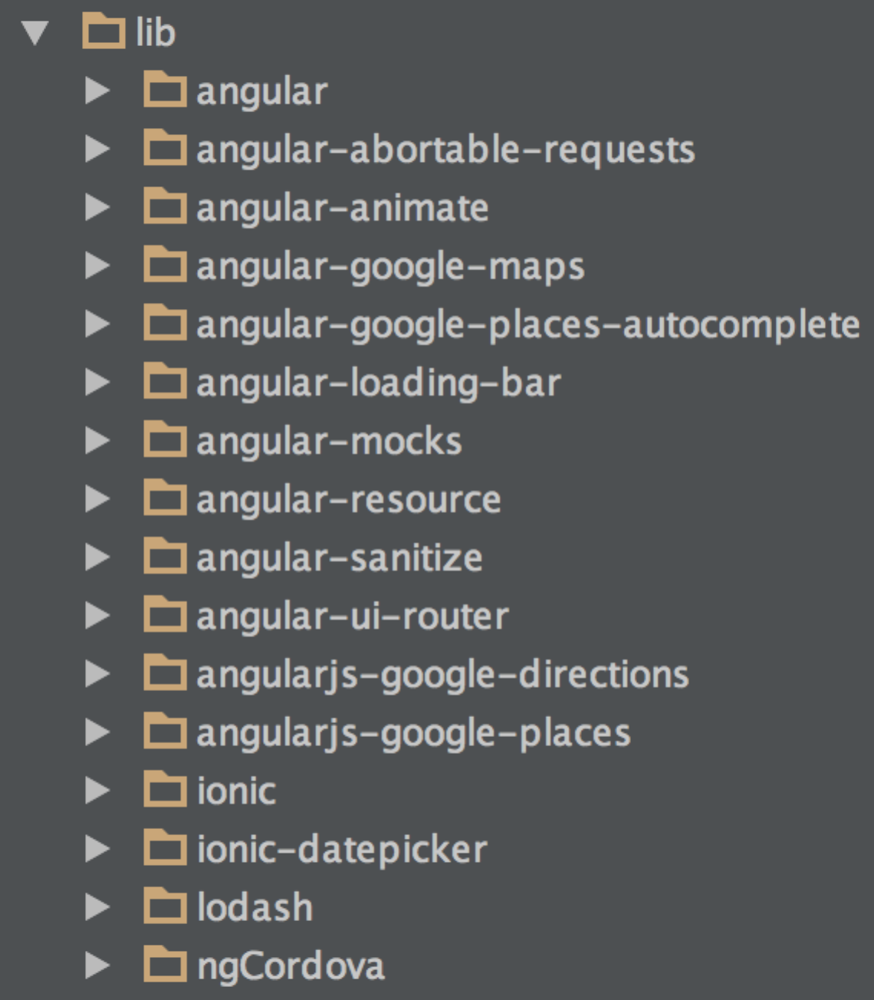 lib
angular
angular-abortable-requests
angular-animate
angular-google-maps
angular-google-places-autocomplete
angular-loading-bar
angular-mocks
angular-resource
angular-sanitize
angular-ui-router
angularjs-google-directions
angularjs-google-places
ionic
ionic-datepicker
lodash
ngCordova